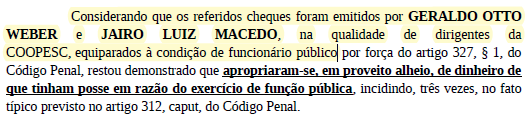 Considerando que os referidos cheques foram emitidos por GERALDO OTTO
WEBER e JAIRO LUIZ MACEDO, na qualidade de dirigentes da
COOPESC, equiparados à condição de funcionário público por força do artigo 327, § 1, do
Código Penal, restou demonstrado que apropriaram-se, em proveito alheio, de dinheiro de
que tinham posse em razão do exercício de função pública, incidindo, três vezes, no fato
típico previsto no artigo 312, caput, do Código Penal.